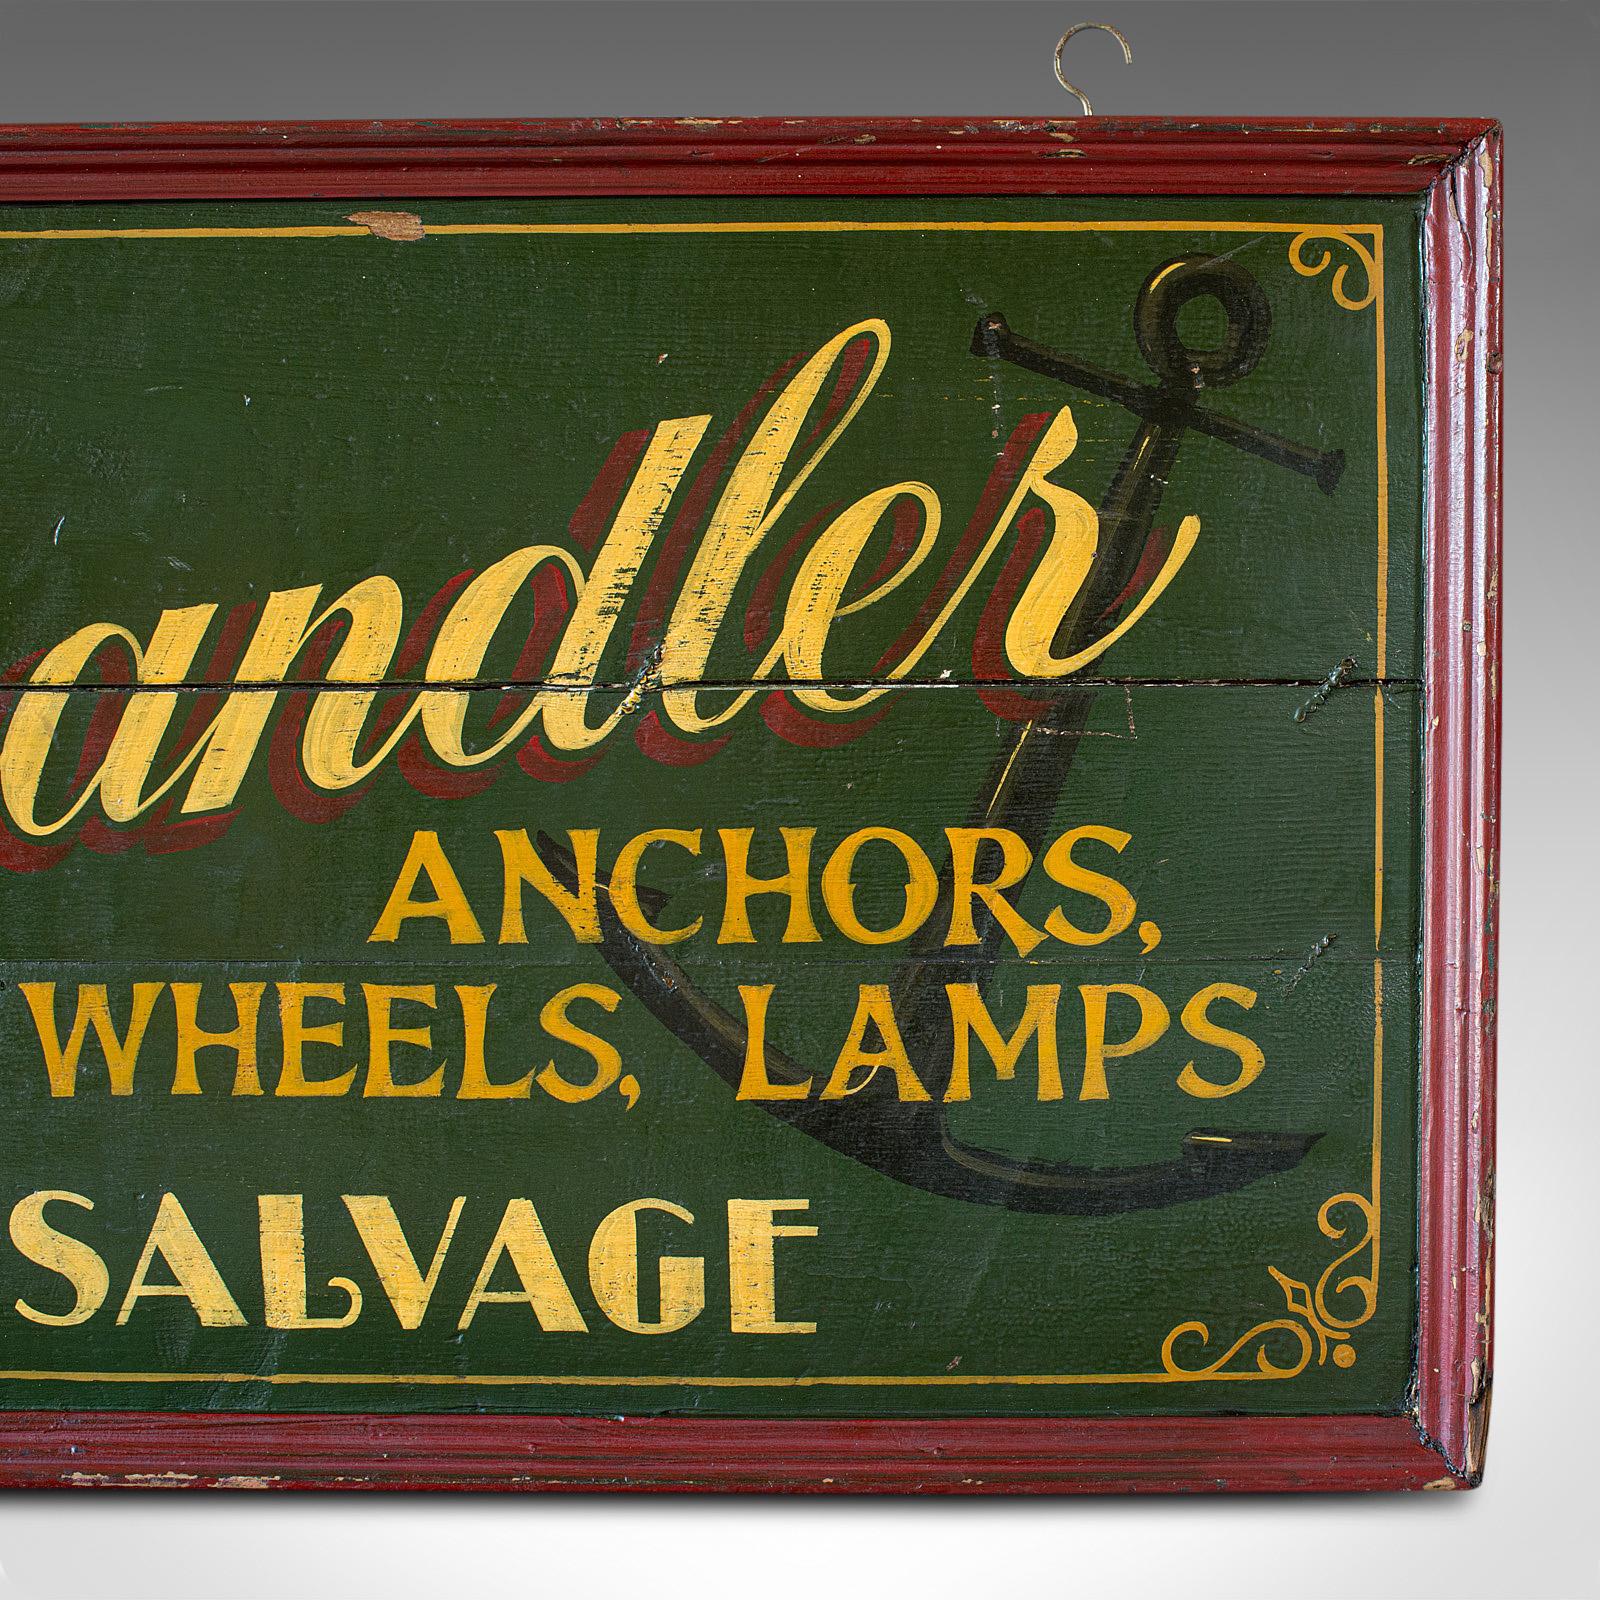 andler
ANCHORS,
WHEELS, LAMPS
SALVAGE